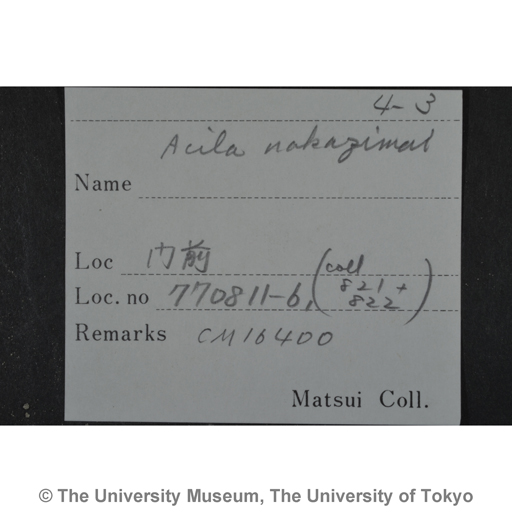 4-3
Acila nakazimai
Name
Loc 門前
Loc. no 770811-6, (coll 821+
822)
Remarks CM16400
Matsui Coll.
© The University Museum, The University of Tokyo